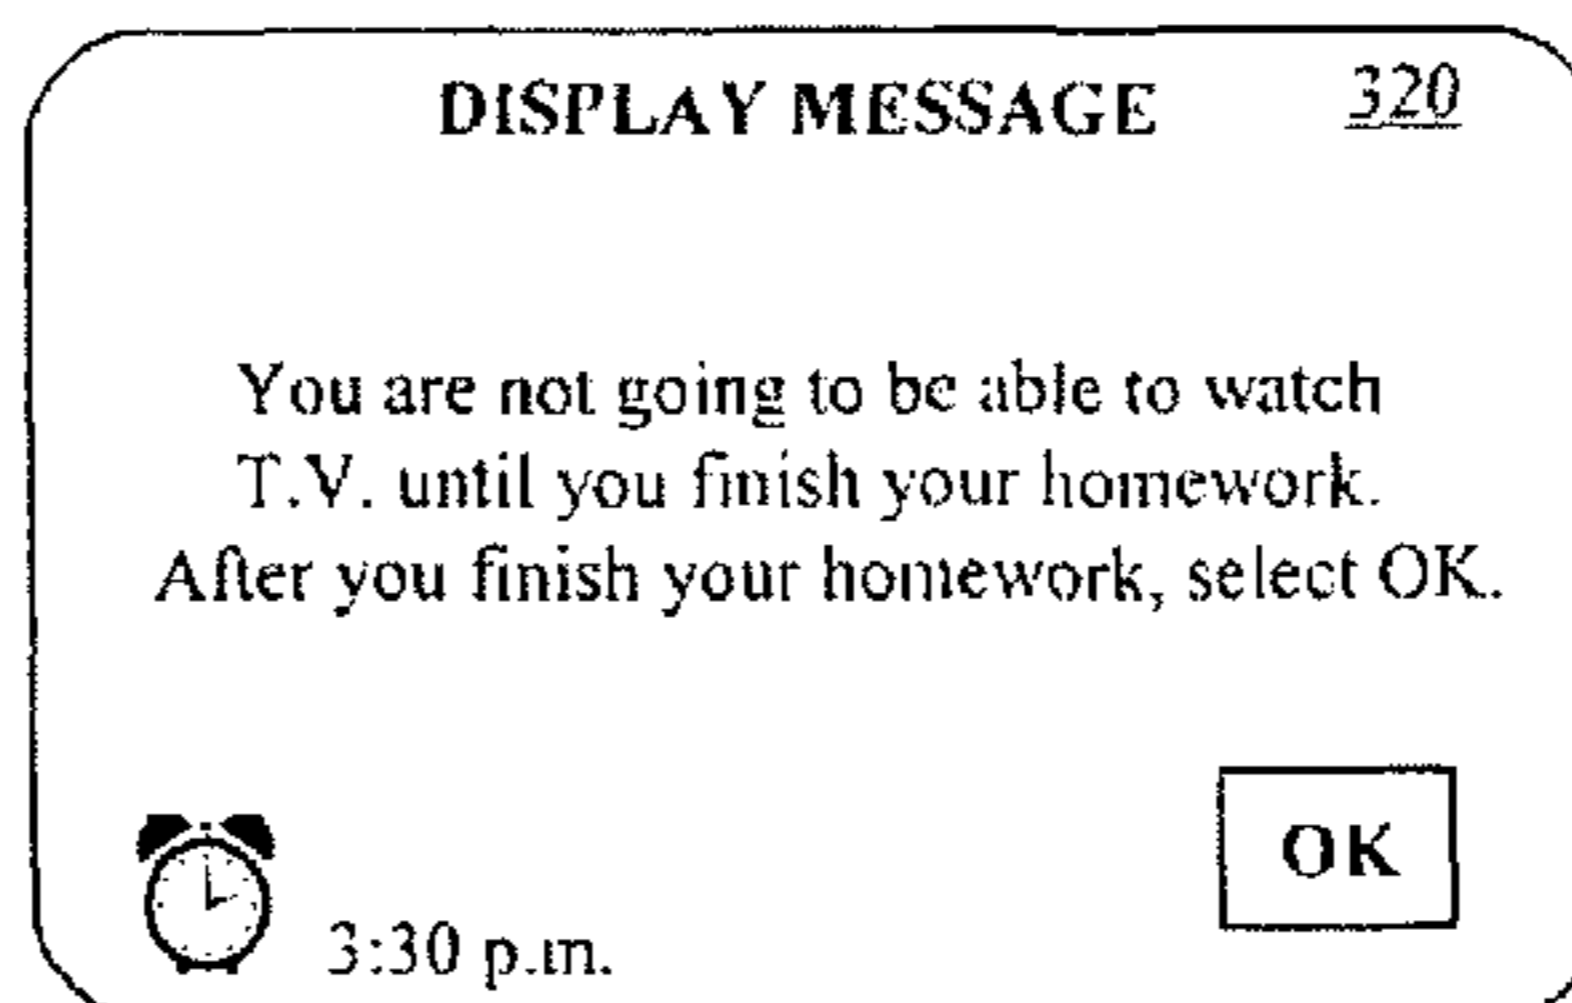 DISPLAY MESSAGE 320
You are not going to be able to watch
T.V. until you finish your homework.
After you finish your homework, select OK.
OK
3:30 p.m.